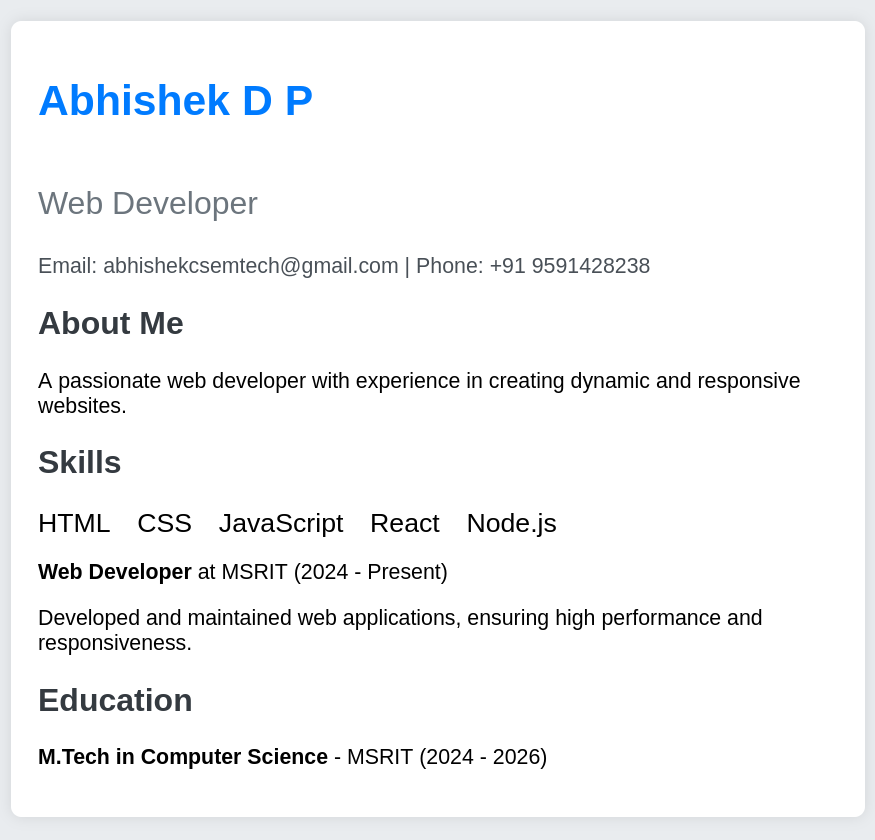 Abhishek D P
Web Developer
Email: abhishekcsemtech@gmail.com | Phone: +91 9591428238
About Me
A passionate web developer with experience in creating dynamic and responsive
websites.
Skills
HTML CSS JavaScript React Node.js
Web Developer at MSRIT (2024 - Present)
Developed and maintained web applications, ensuring high performance and
responsiveness.
Education
M.Tech in Computer Science - MSRIT (2024 - 2026)